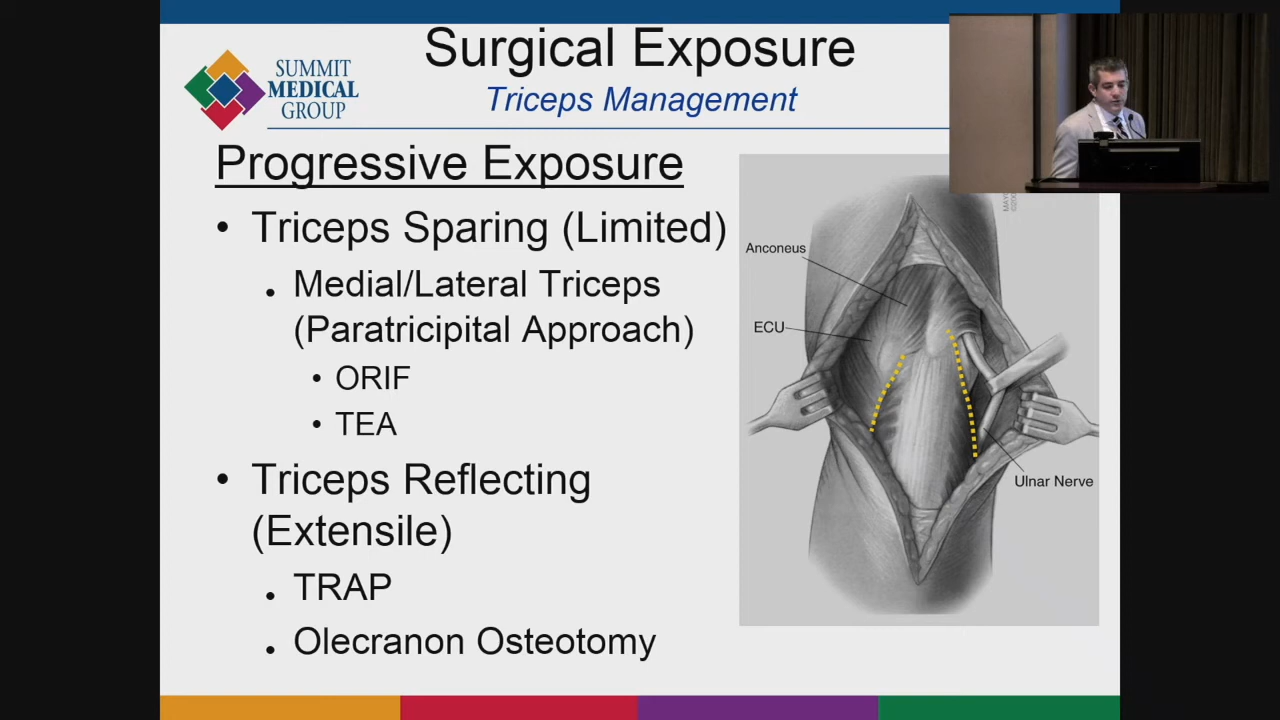 Surgical Exposure
Triceps Management
SUMMIT
MEDICAL
GROUP
Progressive Exposure
• Triceps Sparing (Limited)
• Medial/Lateral Triceps
(Paratricipital Approach)
• ORIF
• TEA
• Triceps Reflecting
(Extensile)
• TRAP
• Olecranon Osteotomy
Anconeus
ECU
Ulnar Nerve